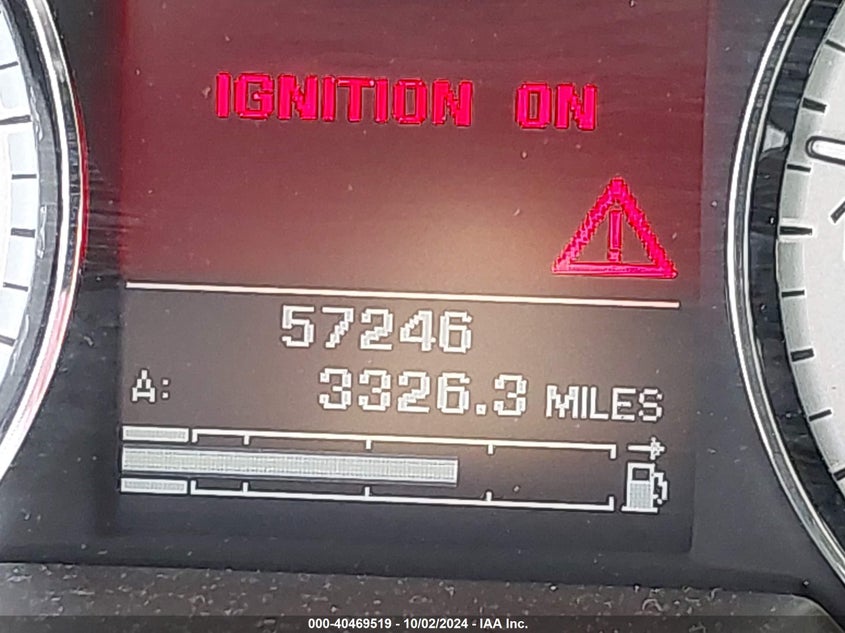 IGNITION ON
57246
A: 3326.3 MILES
000-40469519 - 10/02/2024 - IAA Inc.